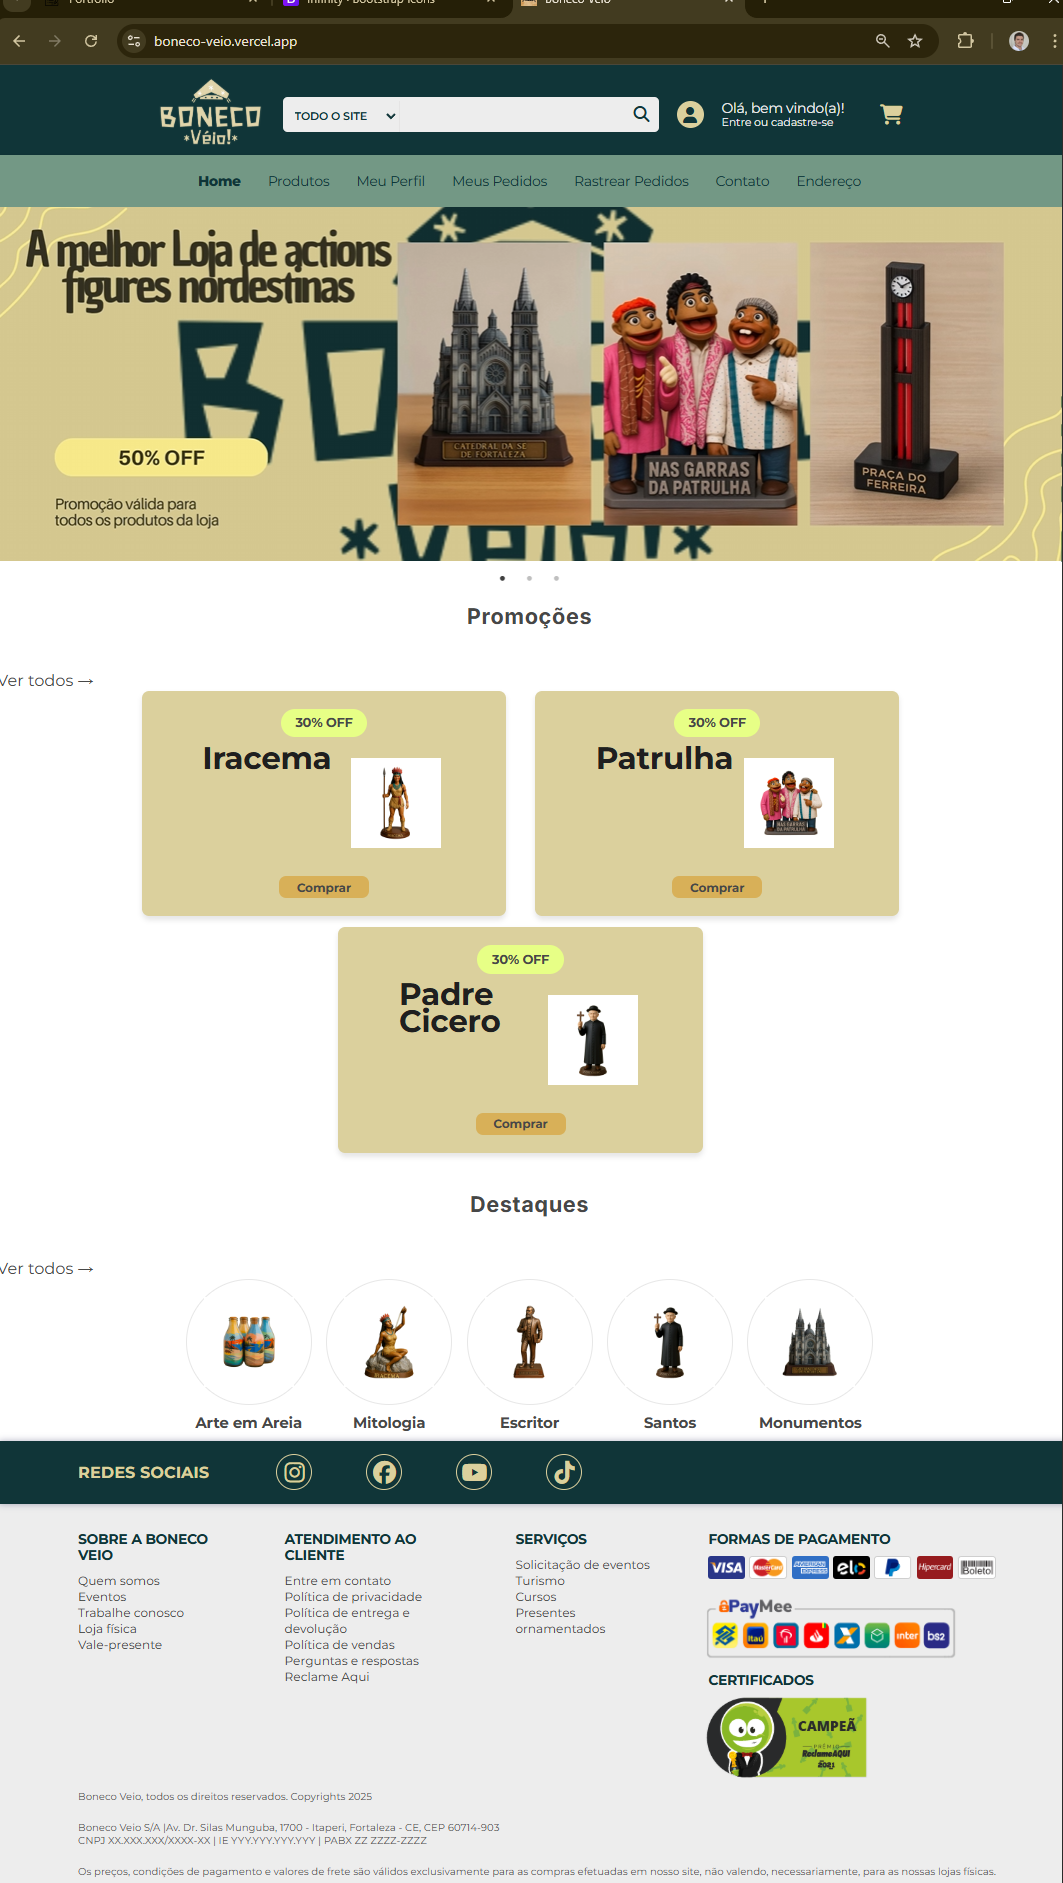 Portfolio
Infinity · Bootstrap Icons
Boneco Veio
boneco-veio.vercel.app
BONECO
*Véio!*
TODO O SITE
Olá, bem vindo(a)!
Entre ou cadastre-se
Home
Produtos
Meu Perfil
Meus Pedidos
Rastrear Pedidos
Contato
Endereço
A melhor Loja de actions
figures nordestinas
CATEDRAL DA SÉ
DE FORTALEZA
NAS GARRAS
DA PATRULHA
PRAÇA DO
FERREIRA
50% OFF
Promoção válida para
todos os produtos da loja
Promoções
Ver todos →
30% OFF
Iracema
Comprar
30% OFF
Patrulha
NAS GARRAS
DA PATRULHA
Comprar
30% OFF
Padre
Cicero
Comprar
Destaques
Ver todos →
IRACEMA
Arte em Areia
Mitologia
Escritor
Santos
Monumentos
REDES SOCIAIS
SOBRE A BONECO
VEIO
Quem somos
Eventos
Trabalhe conosco
Loja física
Vale-presente
ATENDIMENTO AO
CLIENTE
Entre em contato
Política de privacidade
Política de entrega e
devolução
Política de vendas
Perguntas e respostas
Reclame Aqui
SERVIÇOS
Solicitação de eventos
Turismo
Cursos
Presentes
ornamentados
FORMAS DE PAGAMENTO
VISA
MasterCard
AMERICAN
EXPRESS
elo
Hipercard
Boleto!
PayMee
Itaú
inter
bs2
CERTIFICADOS
CAMPEÃ
PRÊMIO
ReclameAQUI
Boneco Veio, todos os direitos reservados. Copyrights 2025
Boneco Veio S/A |Av. Dr. Silas Munguba, 1700 - Itaperi, Fortaleza - CE, CEP 60714-903
CNPJ XX.XXX.XXX/XXXX-XX | IE YYY.YYY.YYY.YYY | PABX ZZ ZZZZ-ZZZZ
Os preços, condições de pagamento e valores de frete são válidos exclusivamente para as compras efetuadas em nosso site, não valendo, necessariamente, para as nossas lojas físicas.